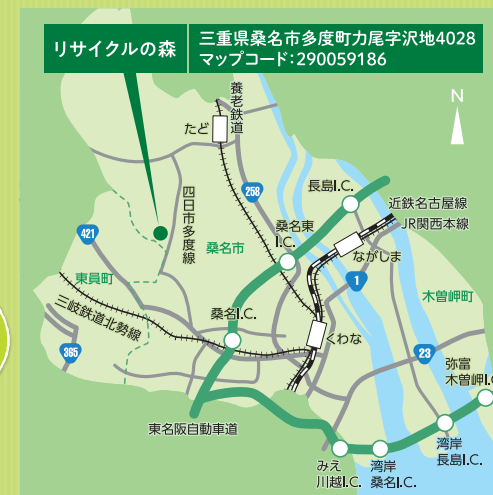 リサイクルの森
三重県桑名市多度町力尾字沢地4028
マップコード:290059186
N
養老鉄道
たど
258
長島I.C.
近鉄名古屋線
JR関西本線
四日市多度線
421
桑名市
桑名東
I.C.
ながしま
東員町
1
木曽岬町
三岐鉄道北勢線
桑名I.C.
くわな
365
23
弥富
木曽岬I.C
東名阪自動車道
湾岸
長島I.C.
みえ
川越I.C.
湾岸
桑名I.C.